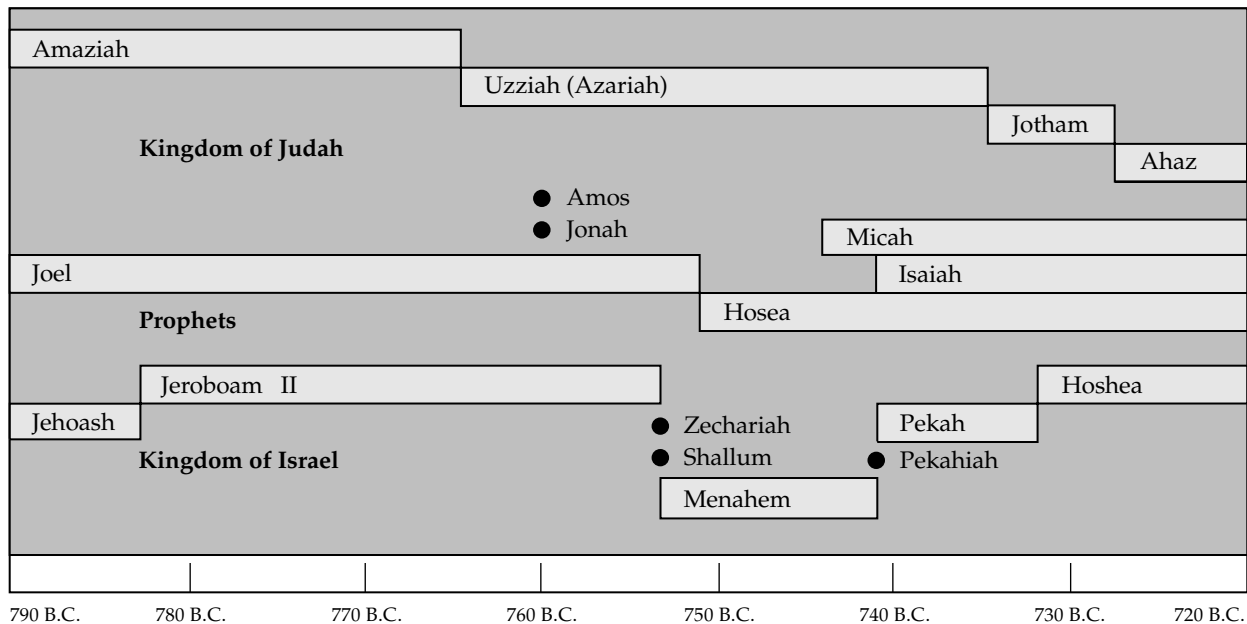 Amaziah
Uzziah (Azariah)
Jotham
Kingdom of Judah
Ahaz
Amos
Jonah
Micah
Joel
Isaiah
Hosea
Prophets
Jeroboam II
Hoshea
Jehoash
Zechariah
Pekah
Kingdom of Israel
Shallum
Pekahiah
Menahem
790 B.C. 780 B.C. 770 B.C. 760 B.C. 750 B.C. 740 B.C. 730 B.C. 720 B.C.